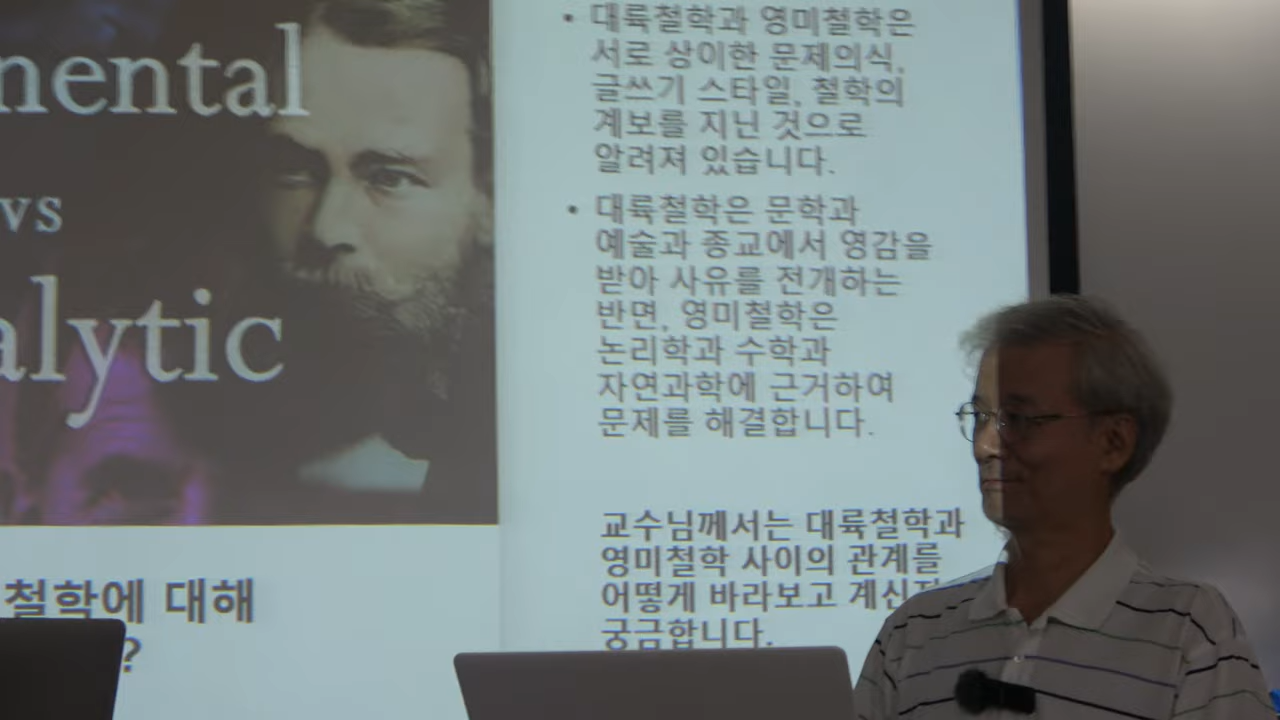 nental
vs
alytic
철학에 대해
?
• 대륙철학과 영미철학은
서로 상이한 문제의식,
글쓰기 스타일, 철학의
계보를 지닌 것으로
알려져 있습니다.
• 대륙철학은 문학과
예술과 종교에서 영감을
받아 사유를 전개하는
반면, 영미철학은
논리학과 수학과
자연과학에 근거하여
문제를 해결합니다.
교수님께서는 대륙철학과
영미철학 사이의 관계를
어떻게 바라보고 계신지
궁금합니다.